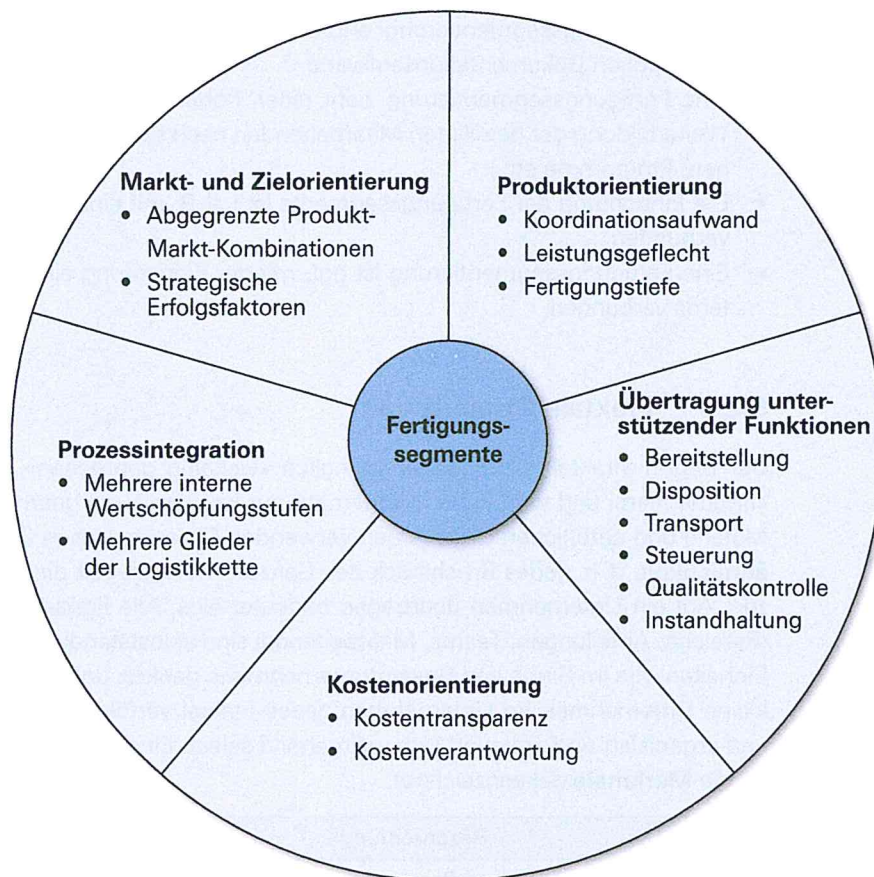 Markt- und Zielorientierung
• Abgegrenzte Produkt-
Markt-Kombinationen
• Strategische
Erfolgsfaktoren
Produktorientierung
• Koordinationsaufwand
• Leistungsgeflecht
• Fertigungstiefe
Übertragung unter-
stützender Funktionen
• Bereitstellung
• Disposition
• Transport
• Steuerung
• Qualitätskontrolle
• Instandhaltung
Kostenorientierung
• Kostentransparenz
• Kostenverantwortung
Prozessintegration
• Mehrere interne
Wertschöpfungsstufen
• Mehrere Glieder
der Logistikkette
Fertigungs-
segmente